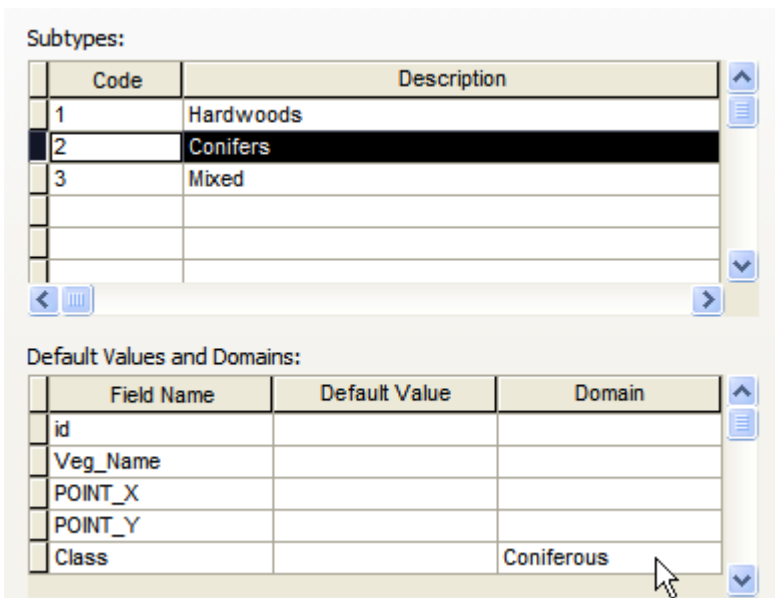 Subtypes:
Code Description
1 Hardwoods
2 Conifers
3 Mixed
Default Values and Domains:
Field Name Default Value Domain
id
Veg_Name
POINT_X
POINT_Y
Class Coniferous